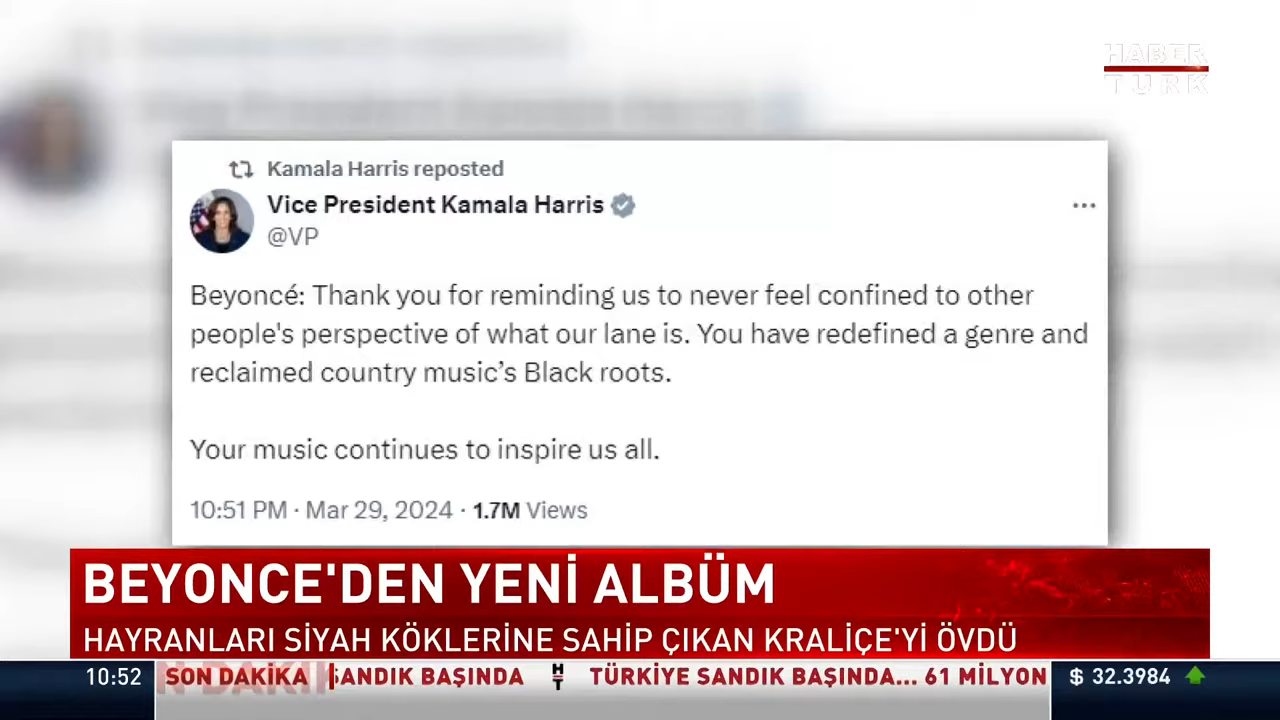 HABER
TÜRK
Kamala Harris reposted
Vice President Kamala Harris
@VP
Beyoncé: Thank you for reminding us to never feel confined to other
people's perspective of what our lane is. You have redefined a genre and
reclaimed country music’s Black roots.
Your music continues to inspire us all.
10:51 PM · Mar 29, 2024 · 1.7M Views
BEYONCE'DEN YENİ ALBÜM
HAYRANLARI SİYAH KÖKLERİNE SAHİP ÇIKAN KRALİÇE'Yİ ÖVDÜ
10:52 SON DAKİKA SANDIK BAŞINDA TÜRKİYE SANDIK BAŞINDA... 61 MİLYON $ 32.3984